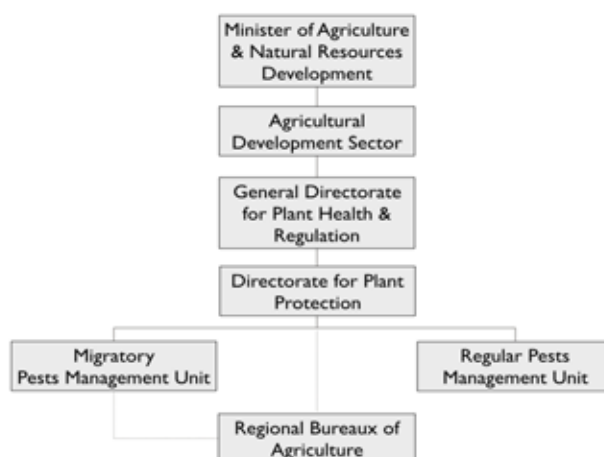 Minister of Agriculture
& Natural Resources
Development
Agricultural
Development Sector
General Directorate
for Plant Health &
Regulation
Directorate for Plant
Protection
Migratory
Pests Management Unit
Regular Pests
Management Unit
Regional Bureaux of
Agriculture